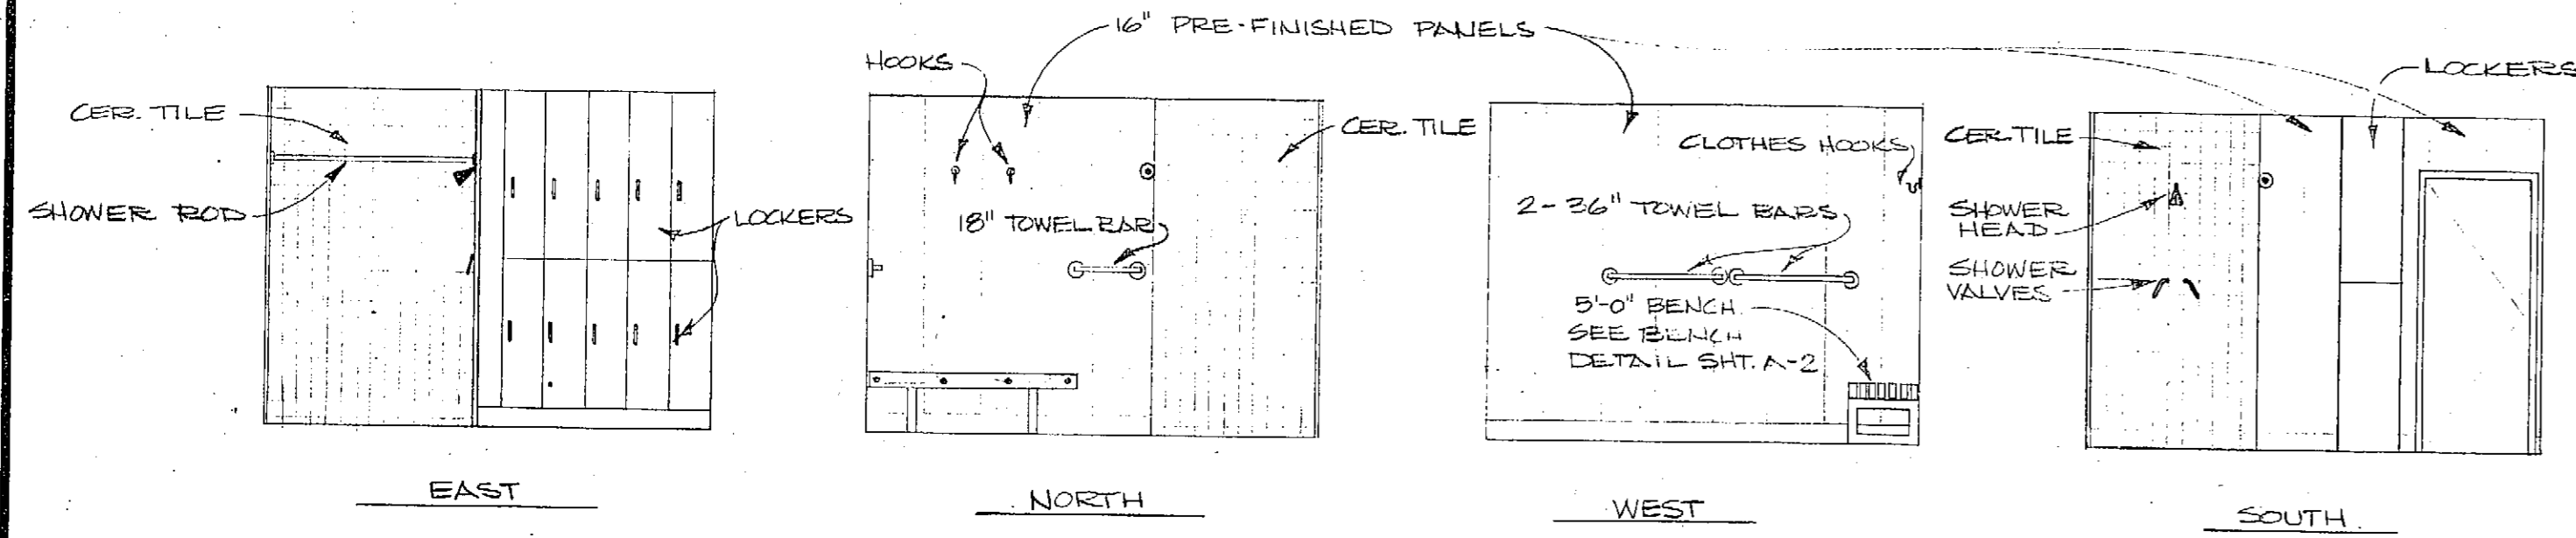 16" PRE-FINISHED PANELS
HOOKS
LOCKERS
CER. TILE
CER. TILE
CLOTHES HOOKS
CER. TILE
SHOWER ROD
LOCKERS
18" TOWEL BAR
2-36" TOWEL BARS
SHOWER
HEAD
SHOWER
VALVES
5'-0" BENCH
SEE BENCH
DETAIL SHT. A-2
EAST
NORTH
WEST
SOUTH